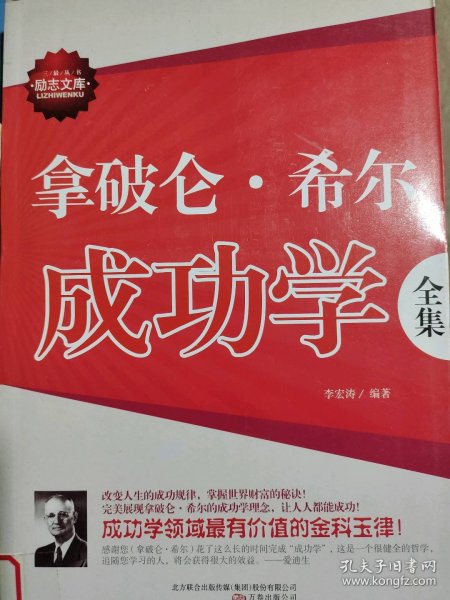 三最丛书
·励志文库·
LIZHIWENKU
拿破仑·希尔
成功学
全集
李宏涛/编著
改变人生的成功规律，掌握世界财富的秘诀！
完美展现拿破仑·希尔的成功学理念，让人人都能成功！
成功学领域最有价值的金科玉律！
感谢您（拿破仑·希尔）花了这么长的时间完成“成功学”，这是一个很健全的哲学，
追随您学习的人，将会获得很大的效益。——爱迪生
北方联合出版传媒(集团)股份有限公司
万卷出版公司
孔夫子旧书网